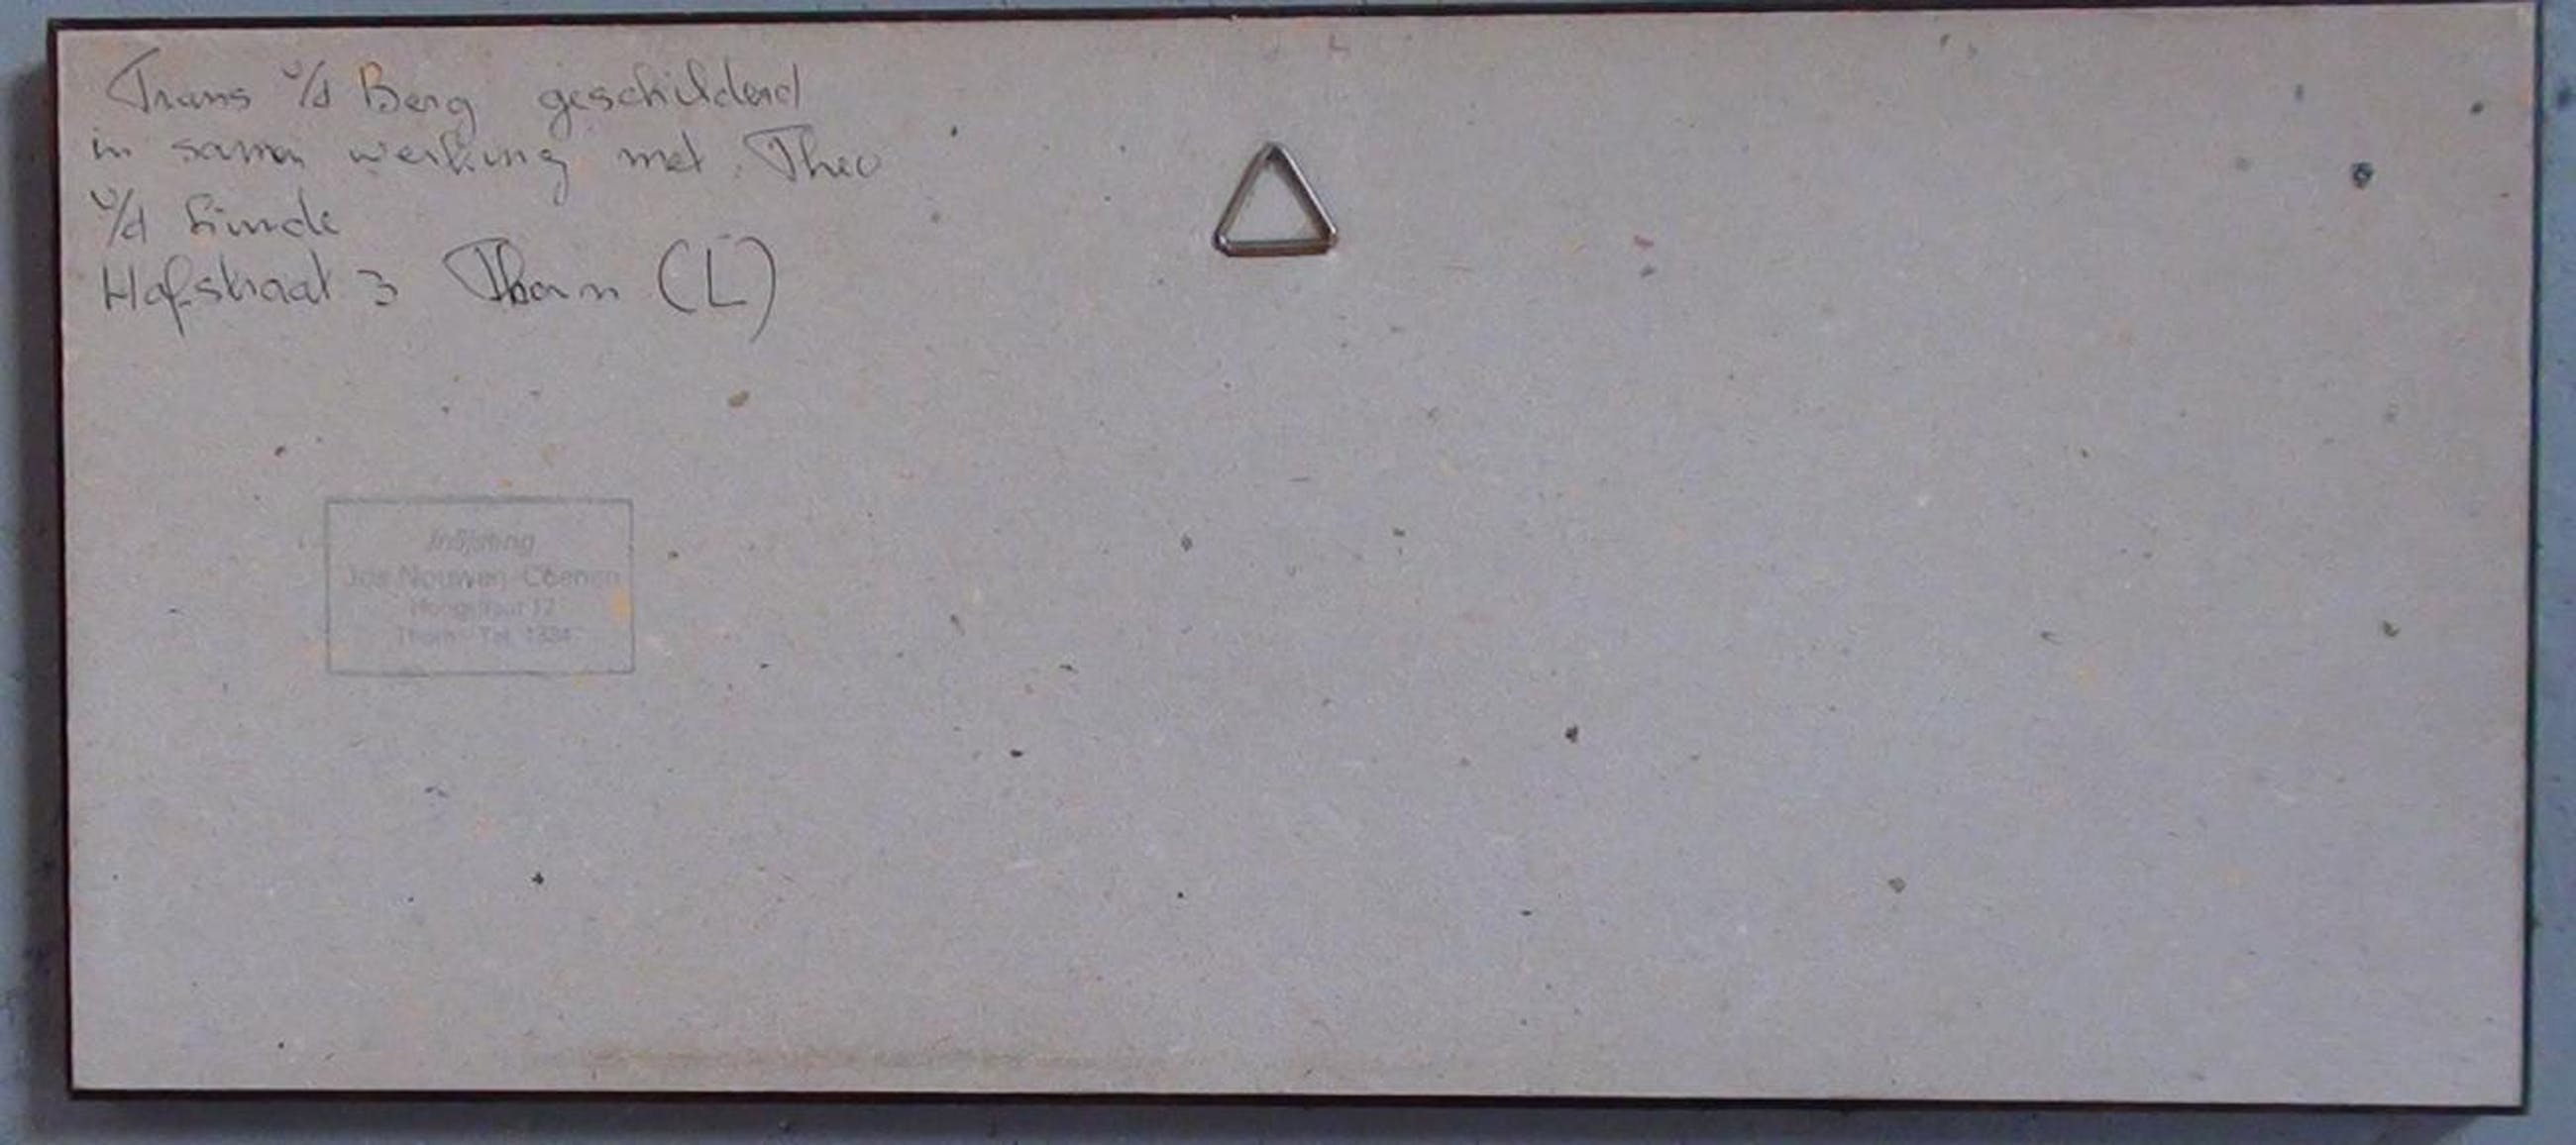 Frans v/d Berg geschilderd
in samen werking met Theo
v/d Linde
Hofstraat 3 Thorn (L)
Inlijsting
Jos Nouwen-Coenen
Hoogstraat 12
Thorn - Tel. 1334